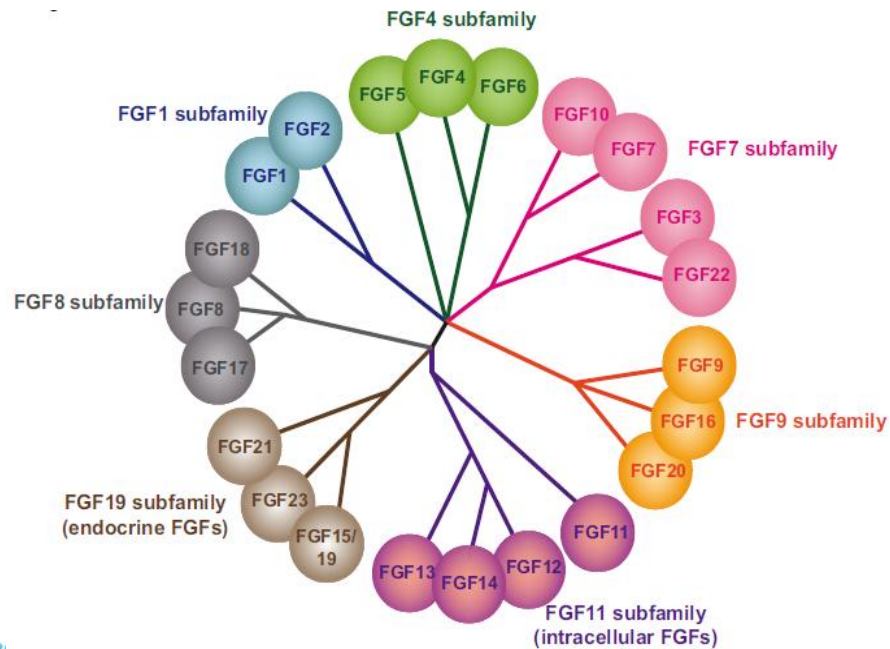 FGF4 subfamily
FGF5
FGF4
FGF6
FGF1 subfamily
FGF2
FGF1
FGF10
FGF7
FGF7 subfamily
FGF3
FGF22
FGF18
FGF8 subfamily
FGF8
FGF17
FGF9
FGF16
FGF9 subfamily
FGF20
FGF21
FGF23
FGF15/
19
FGF19 subfamily
(endocrine FGFs)
FGF11
FGF13
FGF14
FGF12
FGF11 subfamily
(intracellular FGFs)